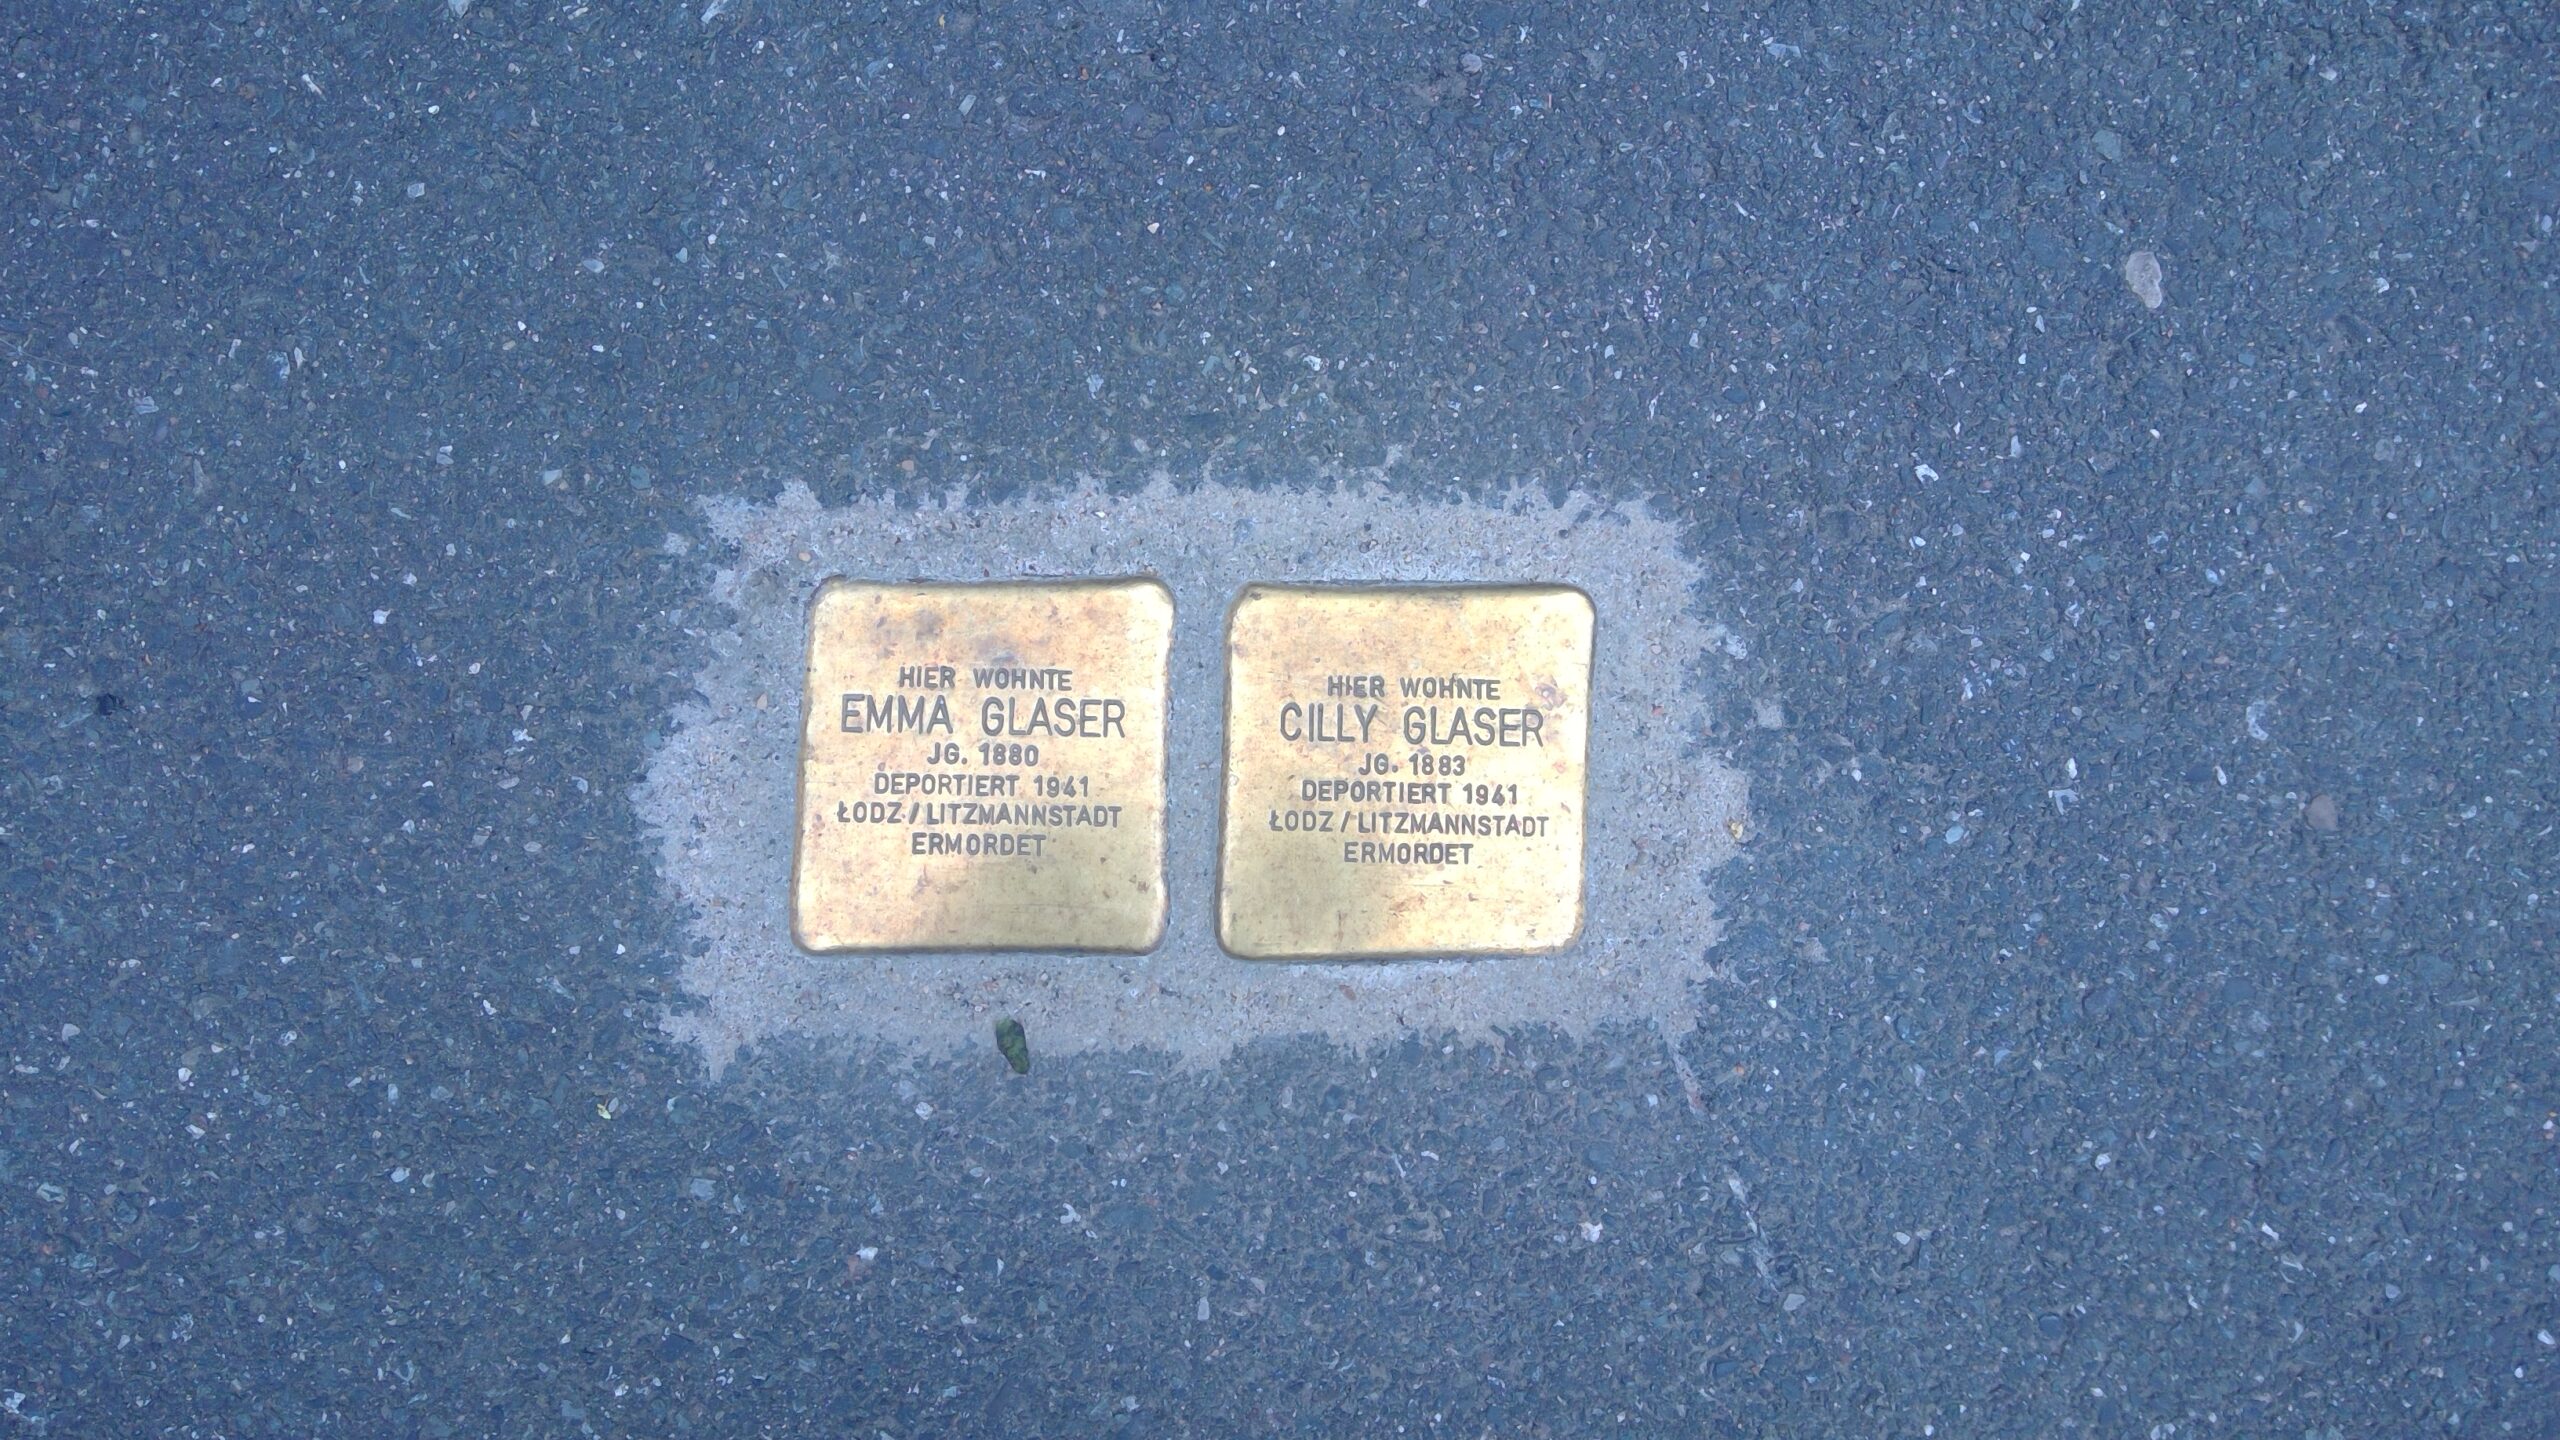 HIER WOHNTE
EMMA GLASER
JG. 1880
DEPORTIERT 1941
ŁODZ / LITZMANNSTADT
ERMORDET
HIER WOHNTE
CILLY GLASER
JG. 1883
DEPORTIERT 1941
ŁODZ / LITZMANNSTADT
ERMORDET